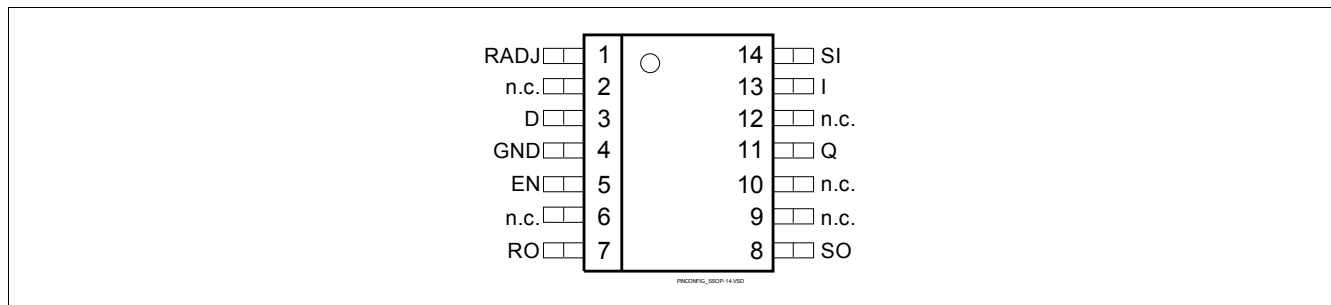 RADJ 1 14 SI
n.c. 2 13 I
D 3 12 n.c.
GND 4 11 Q
EN 5 10 n.c.
n.c. 6 9 n.c.
RO 7 8 SO
PINCONFIG_SSOP-14.VSD